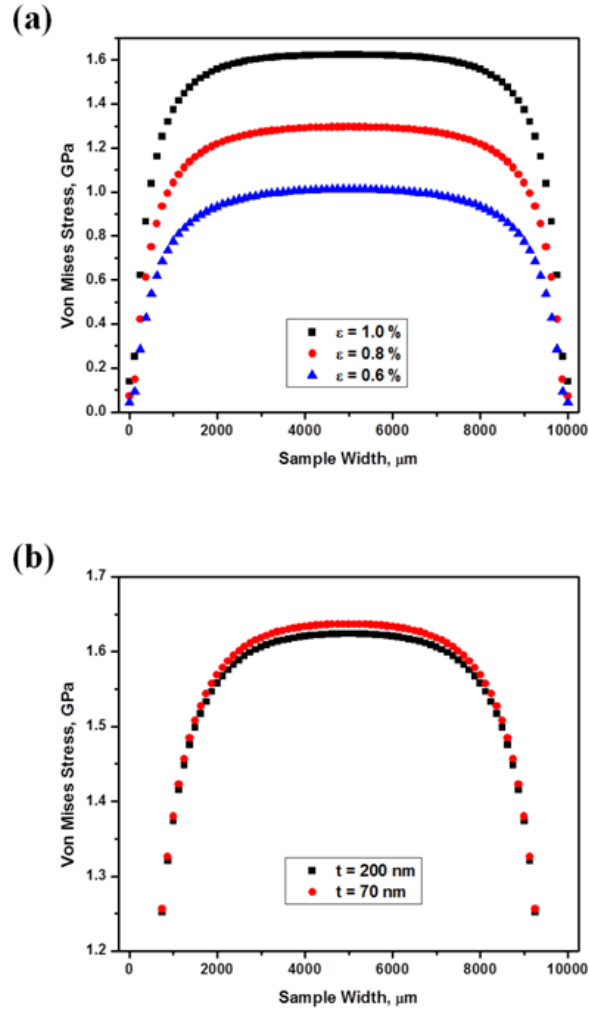 (a)
Von Mises Stress, GPa
1.6
1.4
1.2
1.0
0.8
0.6
0.4
0.2
0.0
ε = 1.0 %
ε = 0.8 %
ε = 0.6 %
0 2000 4000 6000 8000 10000
Sample Width, μm
(b)
Von Mises Stress, GPa
1.7
1.6
1.5
1.4
1.3
1.2
t = 200 nm
t = 70 nm
0 2000 4000 6000 8000 10000
Sample Width, μm